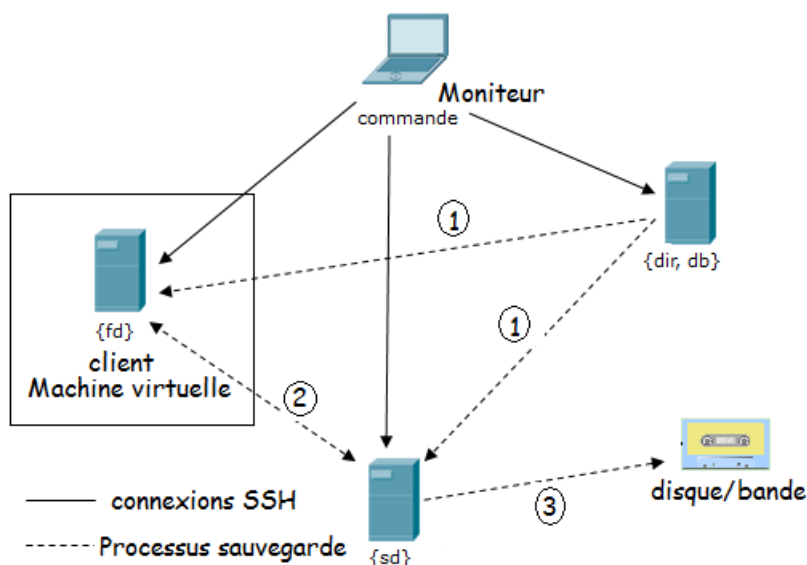 Moniteur
commande
1
{dir, db}
{fd}
client
Machine virtuelle
1
2
3
disque/bande
connexions SSH
Processus sauvegarde
{sd}